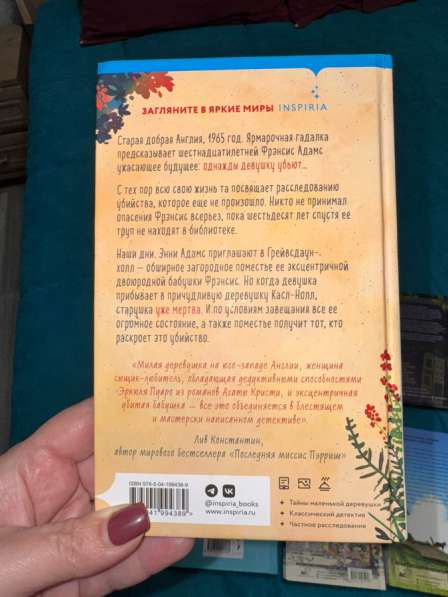 ЗАГЛЯНИТЕ В ЯРКИЕ МИРЫ INSPIRIA
Старая добрая Англия, 1965 год. Ярмарочная гадалка
предсказывает шестнадцатилетней Фрэнсис Адамс
ужасающее будущее: однажды девушку убьют...
С тех пор всю свою жизнь та посвящает расследованию
убийства, которое еще не произошло. Никто не принимал
опасения Фрэнсис всерьез, пока шестьдесят лет спустя ее
труп не находят в библиотеке.
Наши дни. Энни Адамс приглашают в Грейвсдаун-
холл – обширное загородное поместье ее эксцентричной
двоюродной бабушки Фрэнсис. Но когда девушка
прибывает в причудливую деревушку Касл-Нолл,
старушка уже мертва. И по условиям завещания все ее
огромное состояние, а также поместье получит тот, кто
раскроет это убийство.
«Милая деревушка на юго-западе Англии, женщина
сыщик-любитель, обладающая дедуктивными способностями
Эркюля Пуаро из романов Агаты Кристи, и эксцентричная
убитая бабушка – все это объединяется в блестящем
и мастерски написанном детективе».
Лив Константин,
автор мирового бестселлера «Последняя миссис Пэрриш»
ISBN 978-5-04-199438-9
@inspiria_books
@inspiria.ru
Тайны маленькой деревушки
Классический детектив
Частное расследование